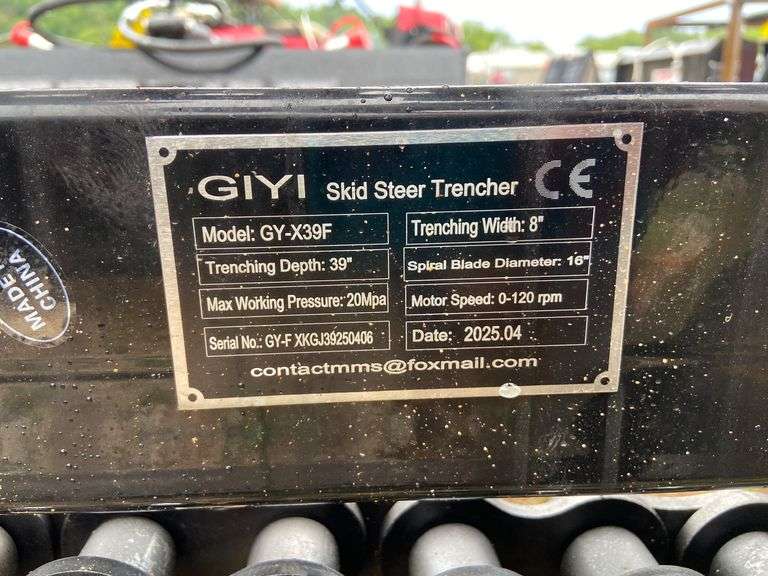 GIYI Skid Steer Trencher CE
Model: GY-X39F
Trenching Width: 8"
Trenching Depth: 39"
Spiral Blade Diameter: 16"
Max Working Pressure: 20Mpa
Motor Speed: 0-120 rpm
Serial No.: GY-F XKGJ39250406
Date: 2025.04
contactmms@foxmail.com
MADE
CHINA